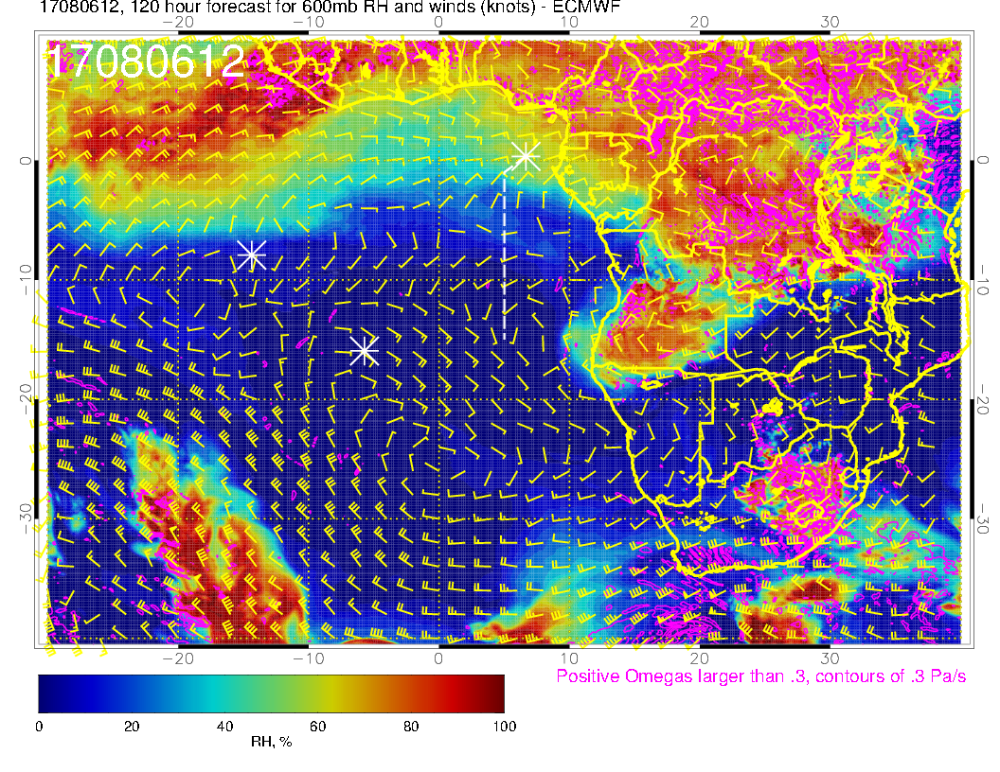 17080612, 120 hour forecast for 600mb RH and winds (knots) - ECMWF
−20 −10 0 10 20 30
17080612
0 0
−10 −10
−20 −20
−30 −30
−20 −10 0 10 20 30
Positive Omegas larger than .3, contours of .3 Pa/s
0 20 40 60 80 100
RH, %